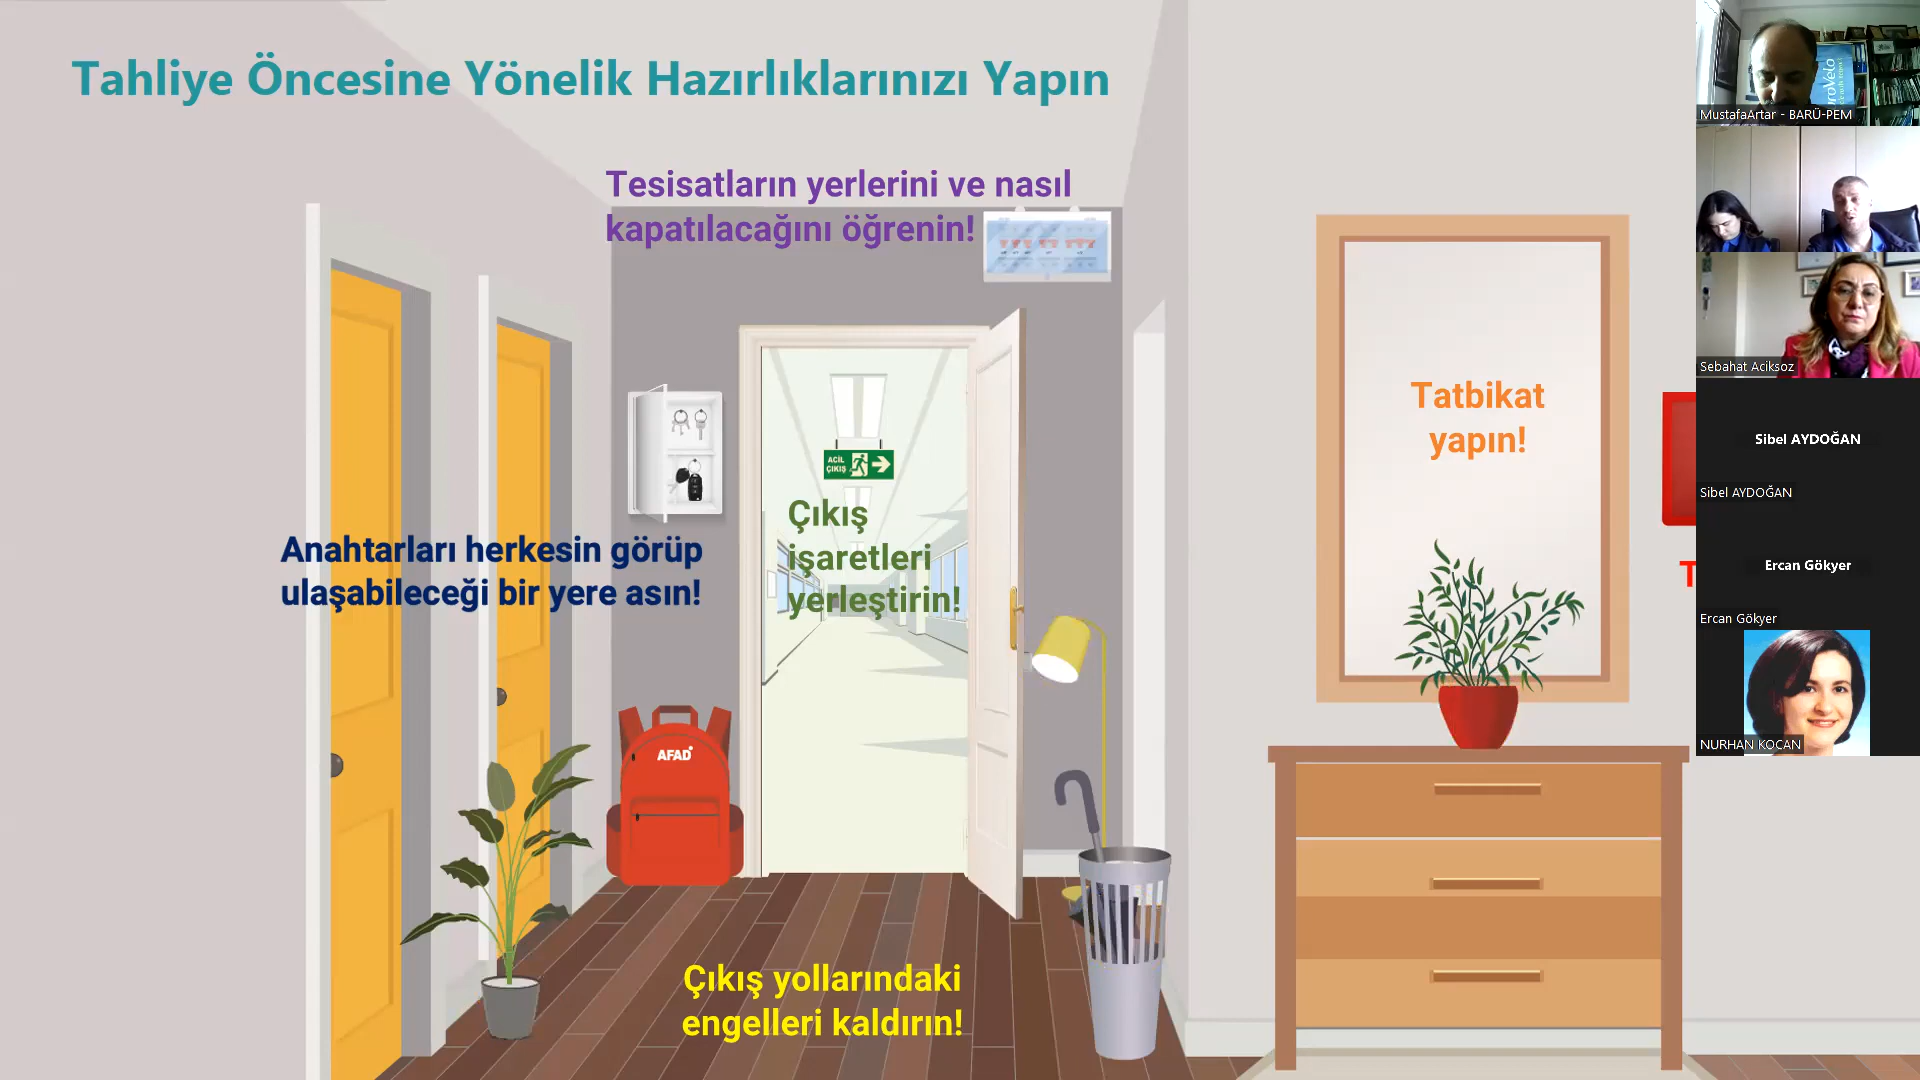 Tahliye Öncesine Yönelik Hazırlıklarınızı Yapın
Tesisatların yerlerini ve nasıl
kapatılacağını öğrenin!
ACİL
ÇIKIŞ
Tatbikat
yapın!
Çıkış
işaretleri
yerleştirin!
Anahtarları herkesin görüp
ulaşabileceği bir yere asın!
AFAD
Çıkış yollarındaki
engelleri kaldırın!
T
MustafaArtar - BARÜ-PEM
Sebahat Aciksoz
Sibel AYDOĞAN
Sibel AYDOĞAN
Ercan Gökyer
Ercan Gökyer
NURHAN KOCAN